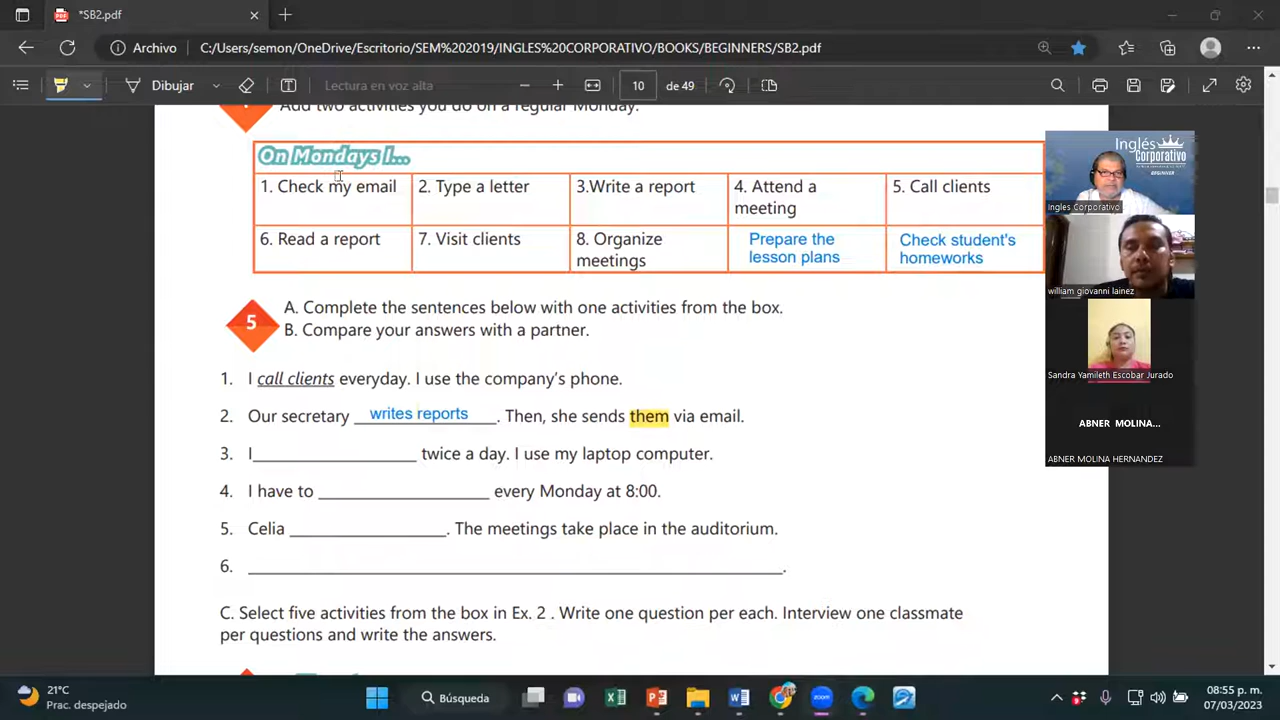 *SB2.pdf
Archivo
C:/Users/semon/OneDrive/Escritorio/SEM%202019/INGLES%20CORPORATIVO/BOOKS/BEGINNERS/SB2.pdf
Dibujar
Lectura en voz alta
10
de 49
Add two activities you do on a regular Monday.
On Mondays I...
1. Check my email
2. Type a letter
3.Write a report
4. Attend a
meeting
5. Call clients
6. Read a report
7. Visit clients
8. Organize
meetings
Prepare the
lesson plans
Check student's
homeworks
5
A. Complete the sentences below with one activities from the box.
B. Compare your answers with a partner.
1. I call clients everyday. I use the company's phone.
2. Our secretary writes reports. Then, she sends them via email.
3. I________________ twice a day. I use my laptop computer.
4. I have to _________________ every Monday at 8:00.
5. Celia ________________. The meetings take place in the auditorium.
6. ______________________________________________________.
C. Select five activities from the box in Ex. 2 . Write one question per each. Interview one classmate
per questions and write the answers.
Inglés
Corporativo
BEGINNER
Ingles Corporativo
william giovanni lainez
Sandra Yamileth Escobar Jurado
ABNER MOLINA...
ABNER MOLINA HERNANDEZ
21°C
Prac. despejado
Búsqueda
zoom
08:55 p. m.
07/03/2023